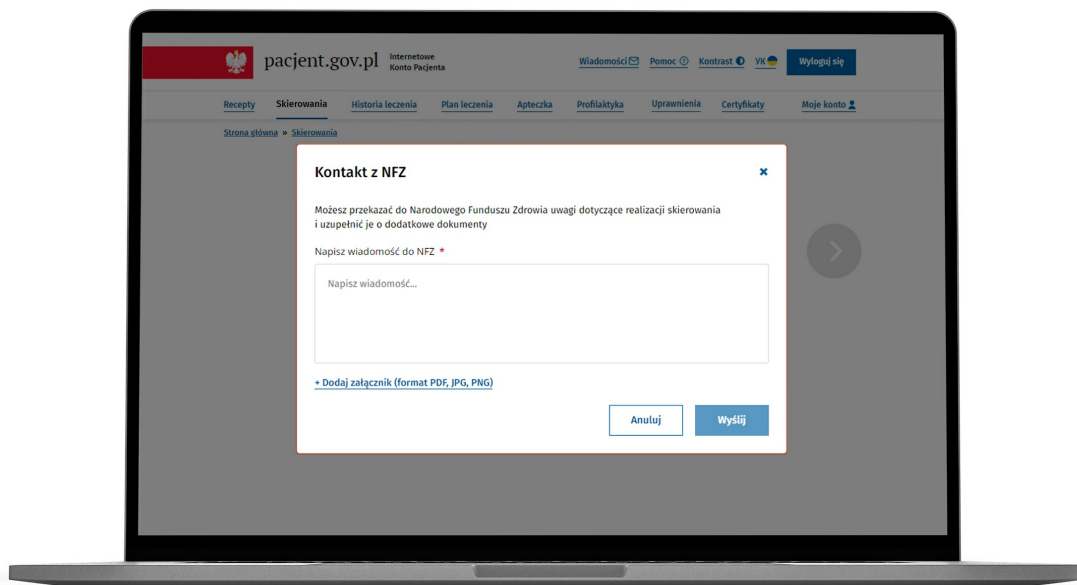 pacjent.gov.pl
Internetowe
Konto Pacjenta
Wiadomości
Pomoc
Kontrast
УК
Wyloguj się
Recepty
Skierowania
Historia leczenia
Plan leczenia
Apteczka
Profilaktyka
Uprawnienia
Certyfikaty
Moje konto
Strona główna » Skierowania
Kontakt z NFZ
Możesz przekazać do Narodowego Funduszu Zdrowia uwagi dotyczące realizacji skierowania
i uzupełnić je o dodatkowe dokumenty
Napisz wiadomość do NFZ *
Napisz wiadomość...
+ Dodaj załącznik (format PDF, JPG, PNG)
Anuluj
Wyślij